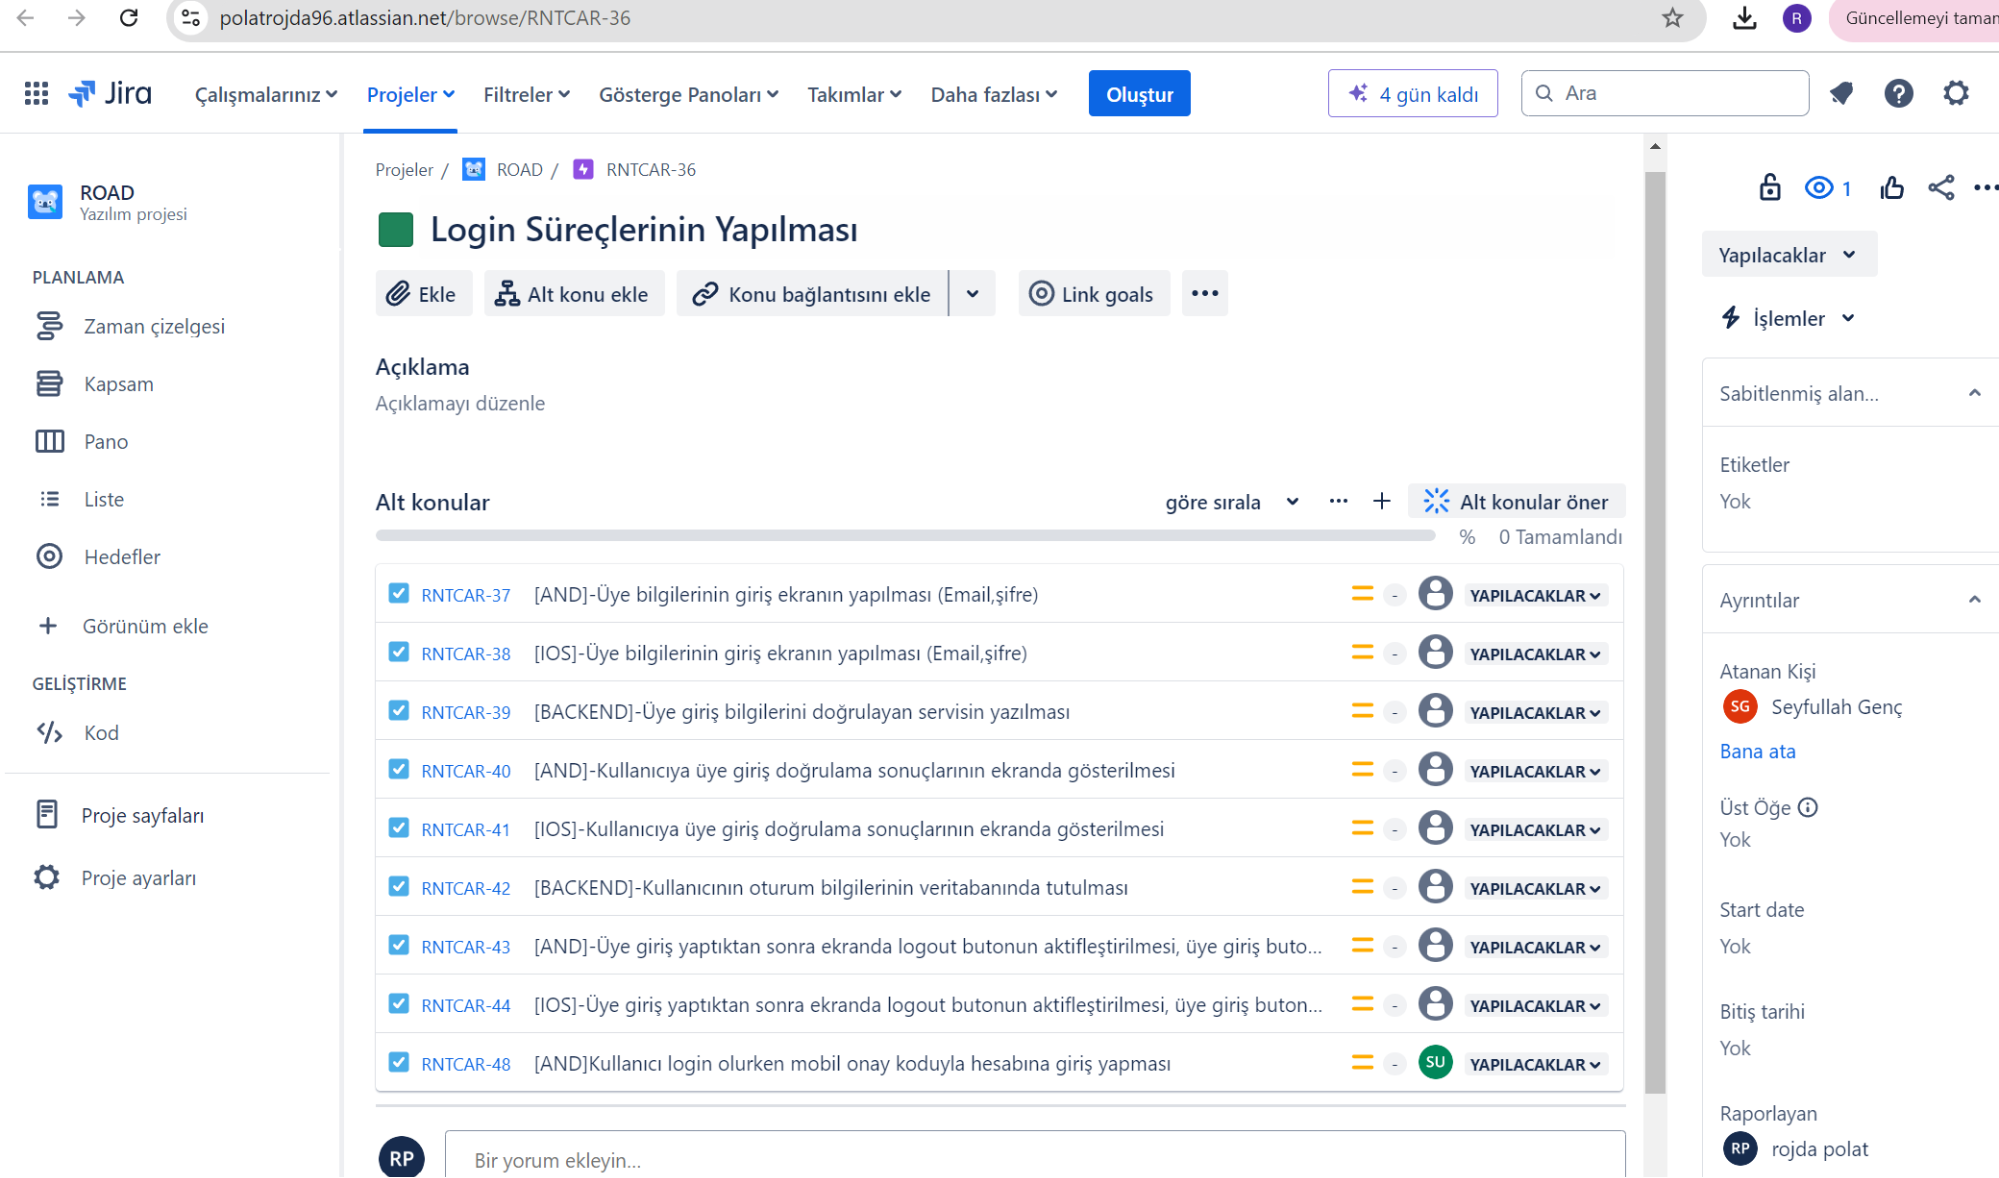 polatrojda96.atlassian.net/browse/RNTCAR-36
R
Güncellemeyi taman
Jira
Çalışmalarınız
Projeler
Filtreler
Gösterge Panoları
Takımlar
Daha fazlası
Oluştur
4 gün kaldı
Ara
ROAD
Yazılım projesi
PLANLAMA
Zaman çizelgesi
Kapsam
Pano
Liste
Hedefler
+ Görünüm ekle
GELİŞTİRME
Kod
Proje sayfaları
Proje ayarları
Projeler / ROAD / RNTCAR-36
Login Süreçlerinin Yapılması
Ekle
Alt konu ekle
Konu bağlantısını ekle
Link goals
Açıklama
Açıklamayı düzenle
Alt konular
göre sırala
Alt konular öner
% 0 Tamamlandı
RNTCAR-37 [AND]-Üye bilgilerinin giriş ekranın yapılması (Email,şifre) - YAPILACAKLAR
RNTCAR-38 [IOS]-Üye bilgilerinin giriş ekranın yapılması (Email,şifre) - YAPILACAKLAR
RNTCAR-39 [BACKEND]-Üye giriş bilgilerini doğrulayan servisin yazılması - YAPILACAKLAR
RNTCAR-40 [AND]-Kullanıcıya üye giriş doğrulama sonuçlarının ekranda gösterilmesi - YAPILACAKLAR
RNTCAR-41 [IOS]-Kullanıcıya üye giriş doğrulama sonuçlarının ekranda gösterilmesi - YAPILACAKLAR
RNTCAR-42 [BACKEND]-Kullanıcının oturum bilgilerinin veritabanında tutulması - YAPILACAKLAR
RNTCAR-43 [AND]-Üye giriş yaptıktan sonra ekranda logout butonun aktifleştirilmesi, üye giriş buto... - YAPILACAKLAR
RNTCAR-44 [IOS]-Üye giriş yaptıktan sonra ekranda logout butonun aktifleştirilmesi, üye giriş buton... - YAPILACAKLAR
RNTCAR-48 [AND]Kullanıcı login olurken mobil onay koduyla hesabına giriş yapması - SU YAPILACAKLAR
RP
Bir yorum ekleyin...
1
Yapılacaklar
İşlemler
Sabitlenmiş alan...
Etiketler
Yok
Ayrıntılar
Atanan Kişi
SG Seyfullah Genç
Bana ata
Üst Öğe
Yok
Start date
Yok
Bitiş tarihi
Yok
Raporlayan
RP rojda polat